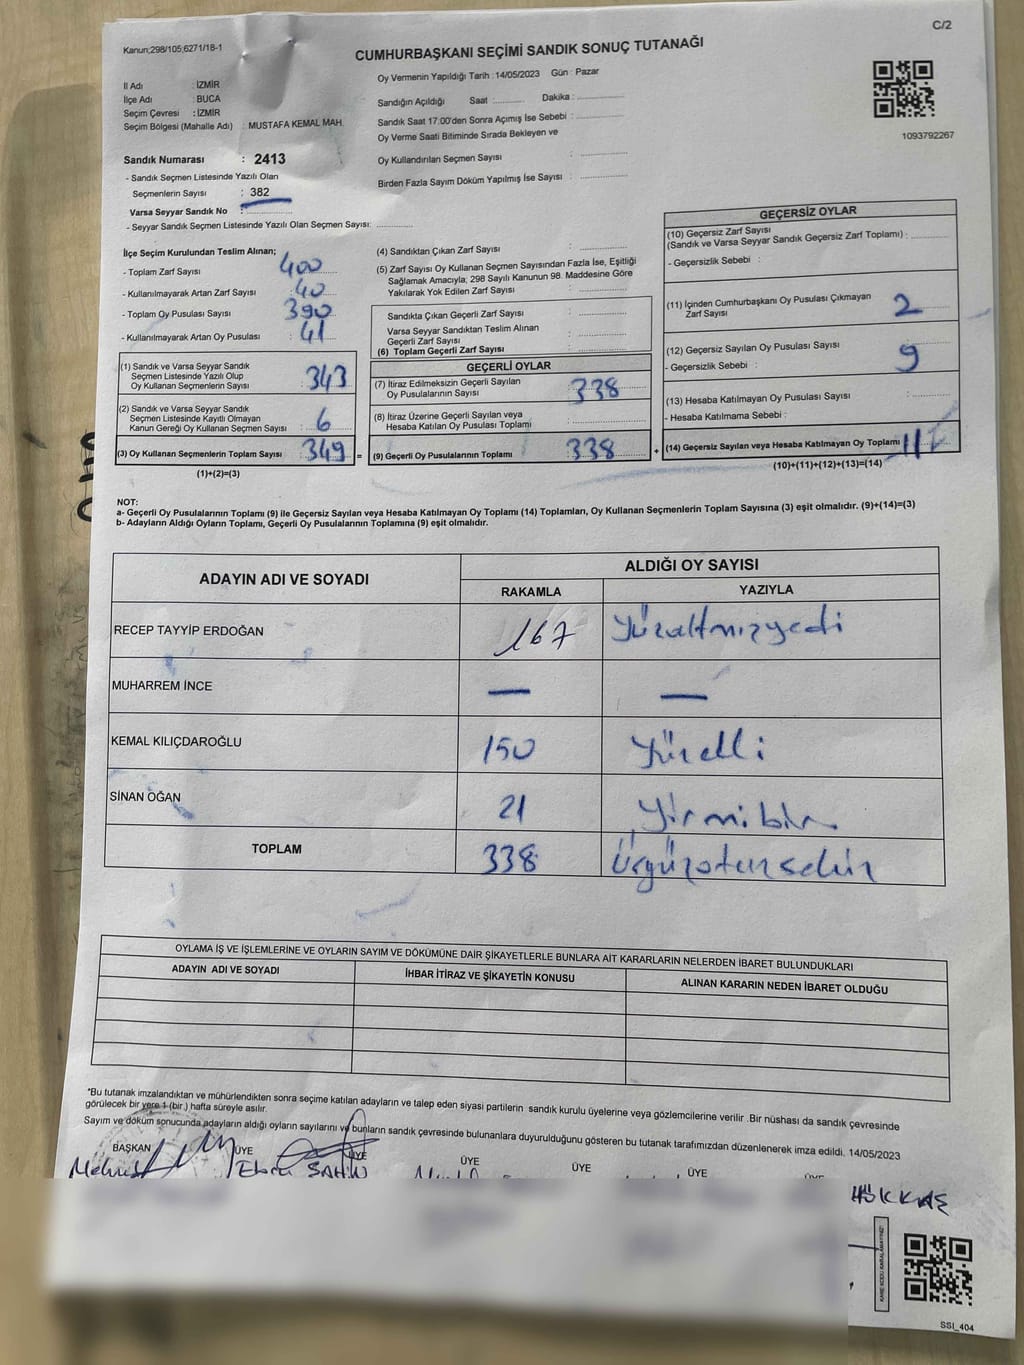 C/2
Kanun;298/105;6271/18-1
CUMHURBAŞKANI SEÇİMİ SANDIK SONUÇ TUTANAĞI
İl Adı : İZMİR
İlçe Adı : BUCA
Seçim Çevresi : İZMİR
Seçim Bölgesi (Mahalle Adı) : MUSTAFA KEMAL MAH.
Sandık Numarası : 2413
- Sandık Seçmen Listesinde Yazılı Olan
Seçmenlerin Sayısı : 382
Varsa Seyyar Sandık No :
- Seyyar Sandık Seçmen Listesinde Yazılı Olan Seçmen Sayısı:
Oy Vermenin Yapıldığı Tarih :14/05/2023 Gün : Pazar
Sandığın Açıldığı Saat : Dakika :
Sandık Saat 17.00'den Sonra Açımış İse Sebebi :
Oy Verme Saati Bitiminde Sırada Bekleyen ve
Oy Kullandırılan Seçmen Sayısı :
Birden Fazla Sayım Döküm Yapılmış İse Sayısı :
1093792267
İlçe Seçim Kurulundan Teslim Alınan;
- Toplam Zarf Sayısı : 400
- Kullanılmayarak Artan Zarf Sayısı : 40
- Toplam Oy Pusulası Sayısı : 390
- Kullanılmayarak Artan Oy Pusulası : 41
(1) Sandık ve Varsa Seyyar Sandık
Seçmen Listesinde Yazılı Olup
Oy Kullanan Seçmenlerin Sayısı : 343
(2) Sandık ve Varsa Seyyar Sandık
Seçmen Listesinde Kayıtlı Olmayan
Kanun Gereği Oy Kullanan Seçmen Sayısı : 6
(3) Oy Kullanan Seçmenlerin Toplam Sayısı : 349 =
(1)+(2)=(3)
(4) Sandıktan Çıkan Zarf Sayısı :
(5) Zarf Sayısı Oy Kullanan Seçmen Sayısından Fazla İse, Eşitliği
Sağlamak Amacıyla; 298 Sayılı Kanunun 98. Maddesine Göre
Yakılarak Yok Edilen Zarf Sayısı :
Sandıkta Çıkan Geçerli Zarf Sayısı :
Varsa Seyyar Sandıktan Teslim Alınan
Geçerli Zarf Sayısı :
(6) Toplam Geçerli Zarf Sayısı :
GEÇERLİ OYLAR
(7) İtiraz Edilmeksizin Geçerli Sayılan
Oy Pusulalarının Sayısı : 338
(8) İtiraz Üzerine Geçerli Sayılan veya
Hesaba Katılan Oy Pusulası Toplamı :
(9) Geçerli Oy Pusulalarının Toplamı : 338 +
GEÇERSİZ OYLAR
(10) Geçersiz Zarf Sayısı
(Sandık ve Varsa Seyyar Sandık Geçersiz Zarf Toplamı) :
- Geçersizlik Sebebi :
(11) İçinden Cumhurbaşkanı Oy Pusulası Çıkmayan
Zarf Sayısı 2
(12) Geçersiz Sayılan Oy Pusulası Sayısı : 9
- Geçersizlik Sebebi :
(13) Hesaba Katılmayan Oy Pusulası Sayısı :
- Hesaba Katılmama Sebebi :
(14) Geçersiz Sayılan veya Hesaba Katılmayan Oy Toplamı 11
(10)+(11)+(12)+(13)=(14)
NOT:
a- Geçerli Oy Pusulalarının Toplamı (9) ile Geçersiz Sayılan veya Hesaba Katılmayan Oy Toplamı (14) Toplamları, Oy Kullanan Seçmenlerin Toplam Sayısına (3) eşit olmalıdır. (9)+(14)=(3)
b- Adayların Aldığı Oyların Toplamı, Geçerli Oy Pusulalarının Toplamına (9) eşit olmalıdır.
ADAYIN ADI VE SOYADI ALDIĞI OY SAYISI
RAKAMLA YAZIYLA
RECEP TAYYİP ERDOĞAN 167 Yüzaltmışyedi
MUHARREM İNCE — —
KEMAL KILIÇDAROĞLU 150 Yüzelli
SİNAN OĞAN 21 Yirmibir
TOPLAM 338 Üçyüzotuzsekiz
OYLAMA İŞ VE İŞLEMLERİNE VE OYLARIN SAYIM VE DÖKÜMÜNE DAİR ŞİKAYETLERLE BUNLARA AİT KARARLARIN NELERDEN İBARET BULUNDUKLARI
ADAYIN ADI VE SOYADI İHBAR İTİRAZ VE ŞİKAYETİN KONUSU ALINAN KARARIN NEDEN İBARET OLDUĞU
*Bu tutanak imzalandıktan ve mühürlendikten sonra seçime katılan adayların ve talep eden siyasi partilerin sandık kurulu üyelerine veya gözlemcilerine verilir .Bir nüshası da sandık çevresinde
görülecek bir yere 1 (bir ) hafta süreyle asılır.
Sayım ve döküm sonucunda adayların aldığı oyların sayılarını ve bunların sandık çevresinde bulunanlara duyurulduğunu gösteren bu tutanak tarafımızdan düzenlenerek imza edildi. 14/05/2023
BAŞKAN ÜYE ÜYE ÜYE ÜYE ÜYE
ŞAHİN
SSİ_404